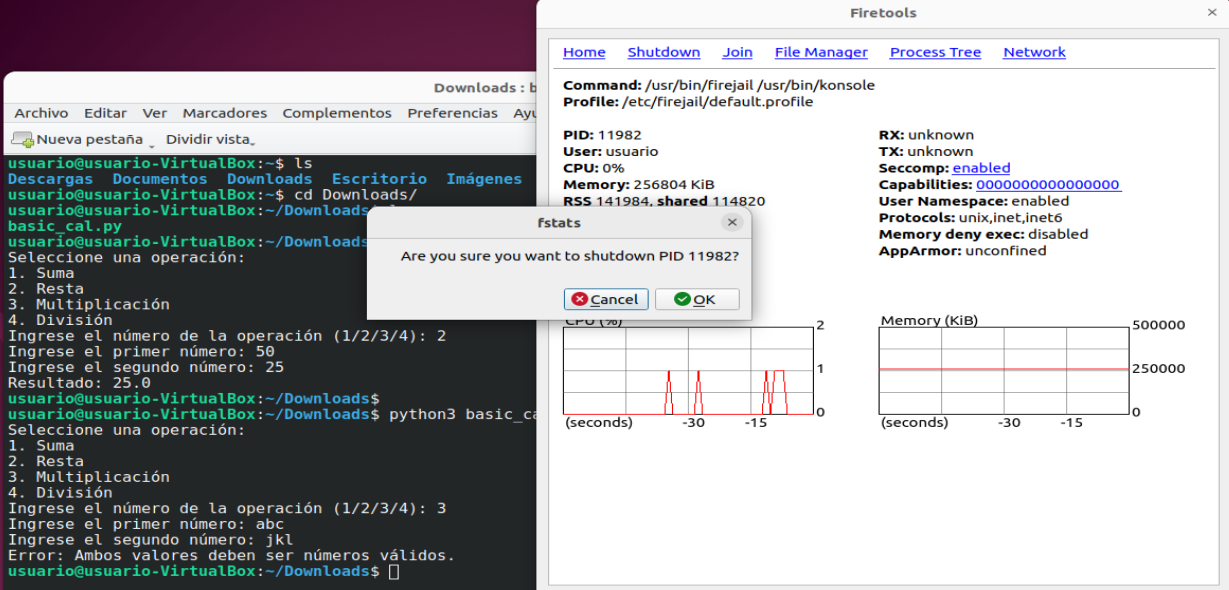 Firetools
Home Shutdown Join File Manager Process Tree Network
Command: /usr/bin/firejail /usr/bin/konsole
Profile: /etc/firejail/default.profile
PID: 11982
User: usuario
CPU: 0%
Memory: 256804 KiB
RSS 141984, shared 114820
RX: unknown
TX: unknown
Seccomp: enabled
Capabilities: 0000000000000000
User Namespace: enabled
Protocols: unix,inet,inet6
Memory deny exec: disabled
AppArmor: unconfined
CPU (%)
2
1
0
(seconds) -30 -15
Memory (KiB)
500000
250000
0
(seconds) -30 -15
fstats
Are you sure you want to shutdown PID 11982?
Cancel OK
Downloads : b
Archivo Editar Ver Marcadores Complementos Preferencias Ayu
Nueva pestaña Dividir vista
usuario@usuario-VirtualBox:~$ ls
Descargas Documentos Downloads Escritorio Imágenes
usuario@usuario-VirtualBox:~$ cd Downloads/
usuario@usuario-VirtualBox:~/Downloads
basic_cal.py
usuario@usuario-VirtualBox:~/Downloads
Seleccione una operación:
1. Suma
2. Resta
3. Multiplicación
4. División
Ingrese el número de la operación (1/2/3/4): 2
Ingrese el primer número: 50
Ingrese el segundo número: 25
Resultado: 25.0
usuario@usuario-VirtualBox:~/Downloads$
usuario@usuario-VirtualBox:~/Downloads$ python3 basic_ca
Seleccione una operación:
1. Suma
2. Resta
3. Multiplicación
4. División
Ingrese el número de la operación (1/2/3/4): 3
Ingrese el primer número: abc
Ingrese el segundo número: jkl
Error: Ambos valores deben ser números válidos.
usuario@usuario-VirtualBox:~/Downloads$